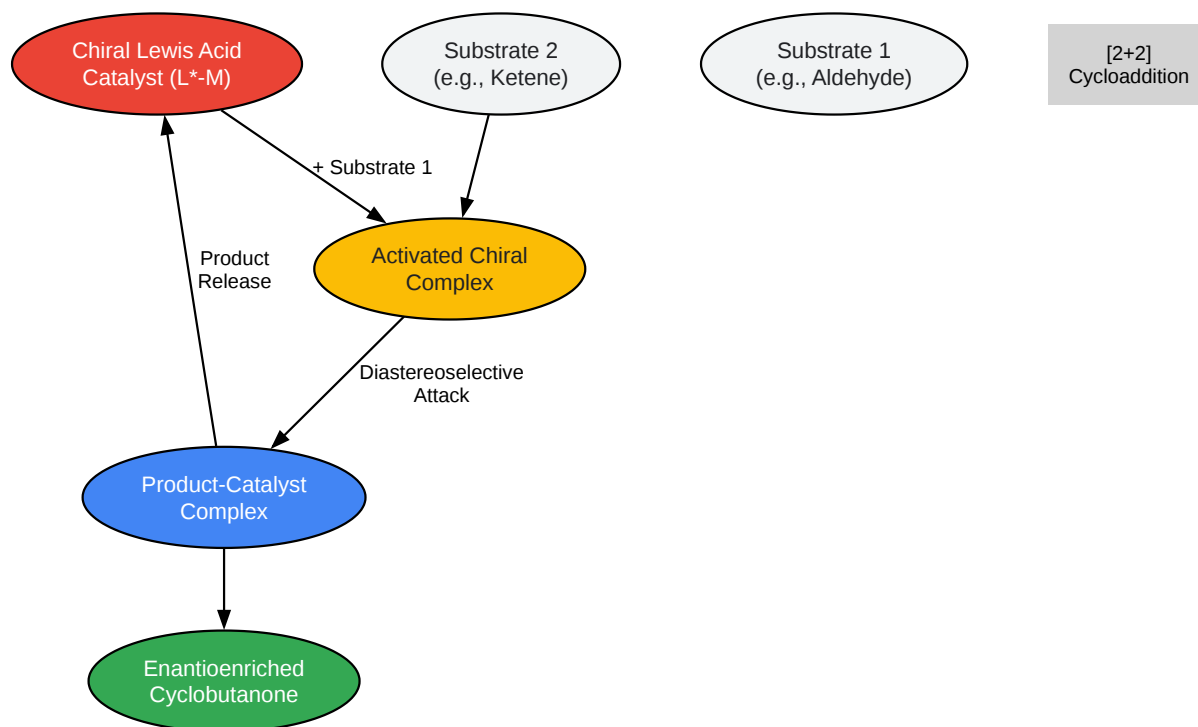 Chiral Lewis Acid
Catalyst (L*-M)
Substrate 2
(e.g., Ketene)
Substrate 1
(e.g., Aldehyde)
[2+2]
Cycloaddition
+ Substrate 1
Product
Release
Activated Chiral
Complex
Diastereoselective
Attack
Product-Catalyst
Complex
Enantioenriched
Cyclobutanone